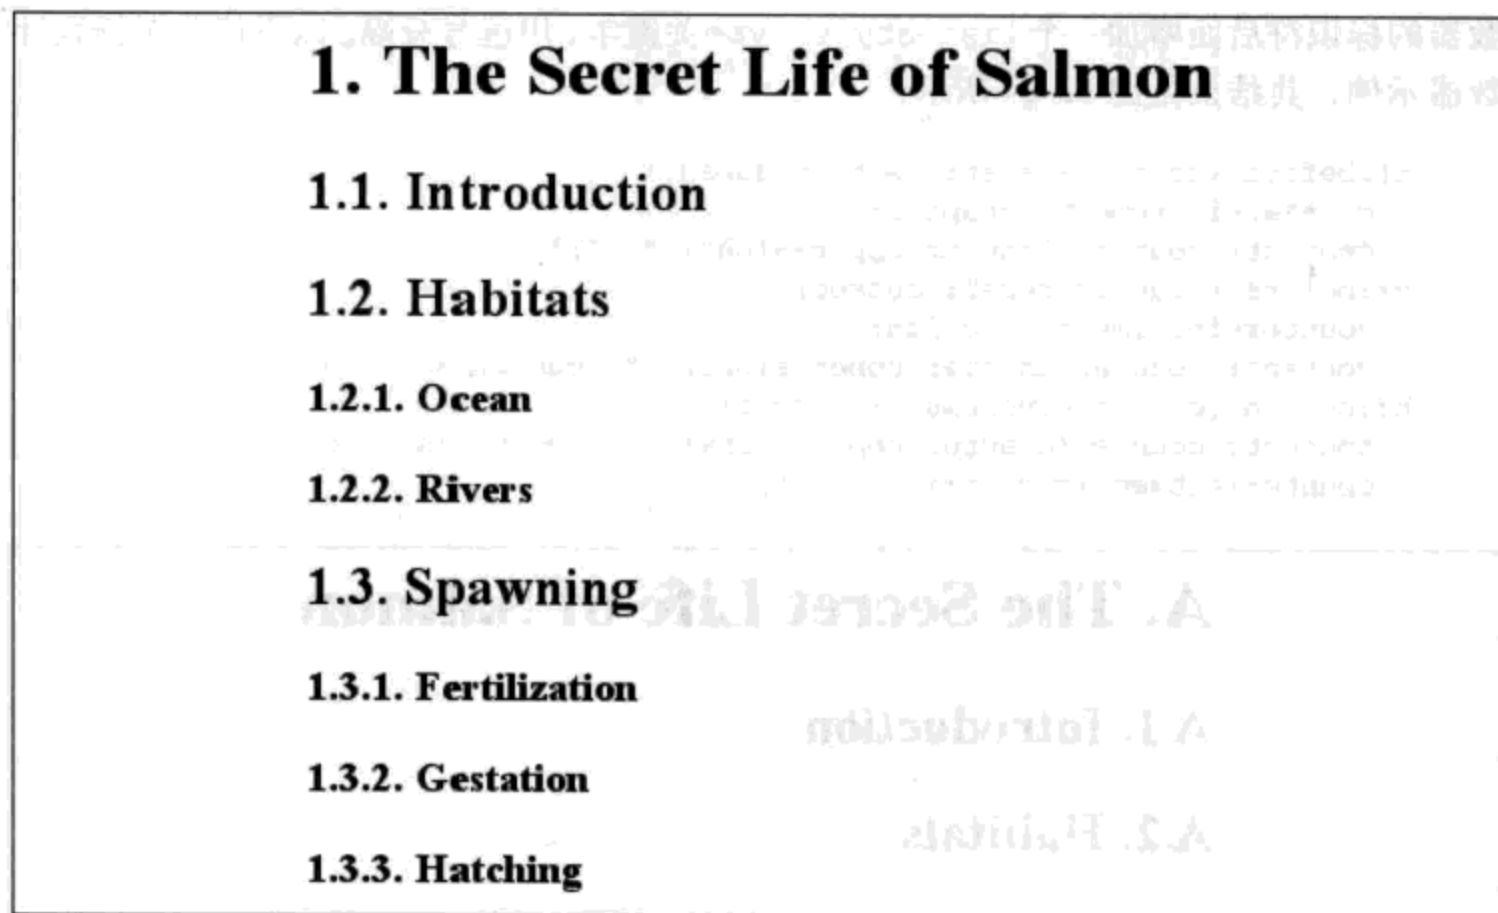 1. The Secret Life of Salmon
1.1. Introduction
1.2. Habitats
1.2.1. Ocean
1.2.2. Rivers
1.3. Spawning
1.3.1. Fertilization
1.3.2. Gestation
1.3.3. Hatching